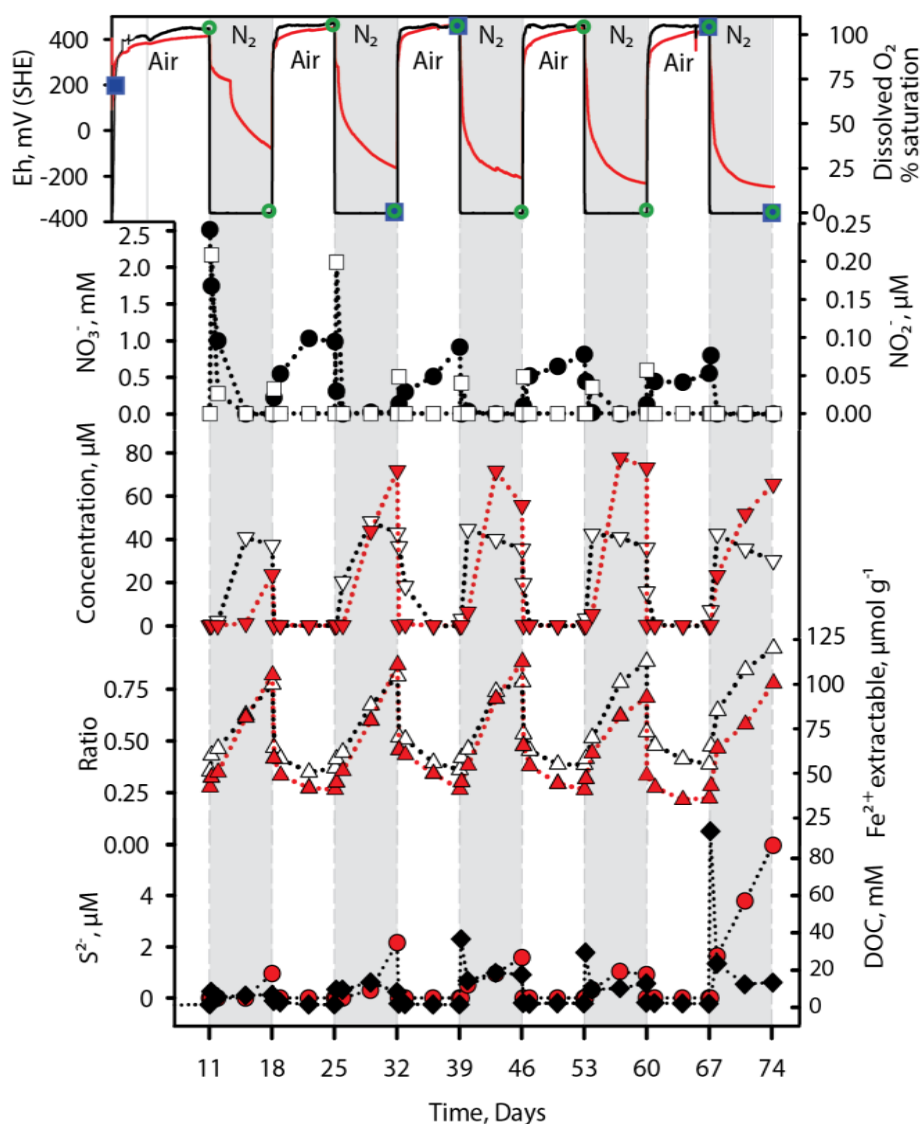 400
200
0
-200
-400
Eh, mV (SHE)
Air
N₂
Air
N₂
Air
N₂
Air
N₂
Air
N₂
100
75
50
25
0
Dissolved O₂
% saturation
2.5
2.0
1.5
1.0
0.5
0.0
NO₃⁻, mM
0.25
0.20
0.15
0.10
0.05
0.00
NO₂⁻, µM
80
60
40
20
0
Concentration, µM
0.75
0.50
0.25
0.00
Ratio
125
100
75
50
25
Fe²⁺ extractable, µmol g⁻¹
4
2
0
S²⁻, µM
80
60
40
20
0
DOC, mM
11 18 25 32 39 46 53 60 67 74
Time, Days